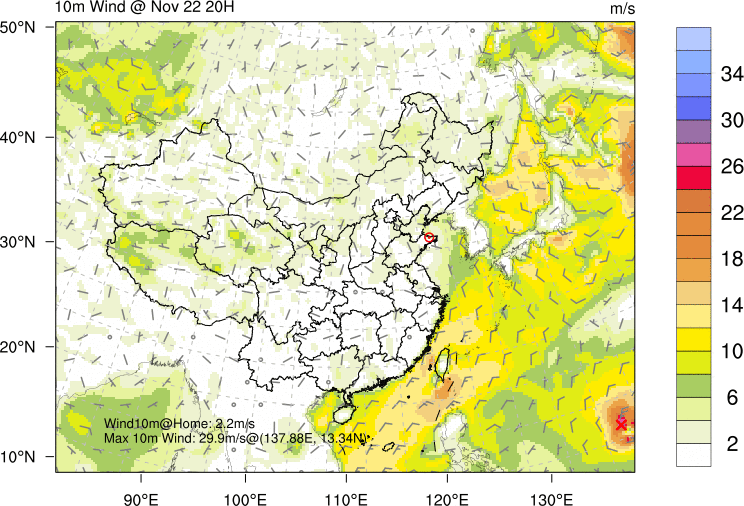 10m Wind @ Nov 22 20H
m/s
50°N
40°N
30°N
20°N
10°N
34
30
26
22
18
14
10
6
2
Wind10m@Home: 2.2m/s
Max 10m Wind: 29.9m/s@(137.88E, 13.34N)
90°E
100°E
110°E
120°E
130°E